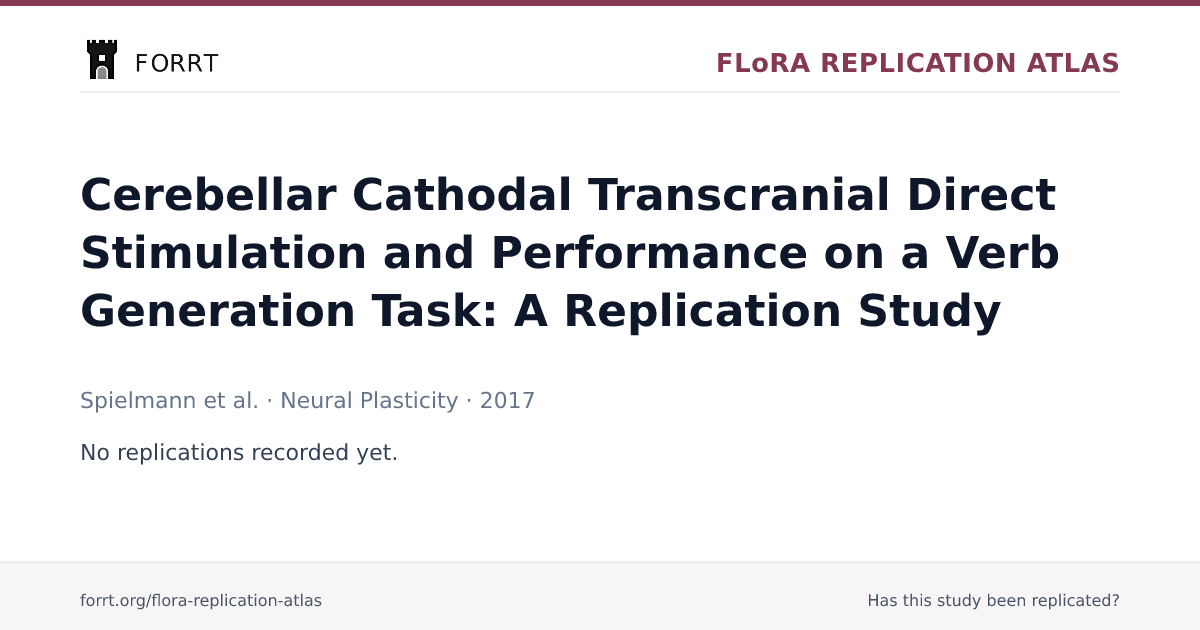 FORRT
FLoRA REPLICATION ATLAS
Cerebellar Cathodal Transcranial Direct
Stimulation and Performance on a Verb
Generation Task: A Replication Study
Spielmann et al. · Neural Plasticity · 2017
No replications recorded yet.
forrt.org/flora-replication-atlas
Has this study been replicated?